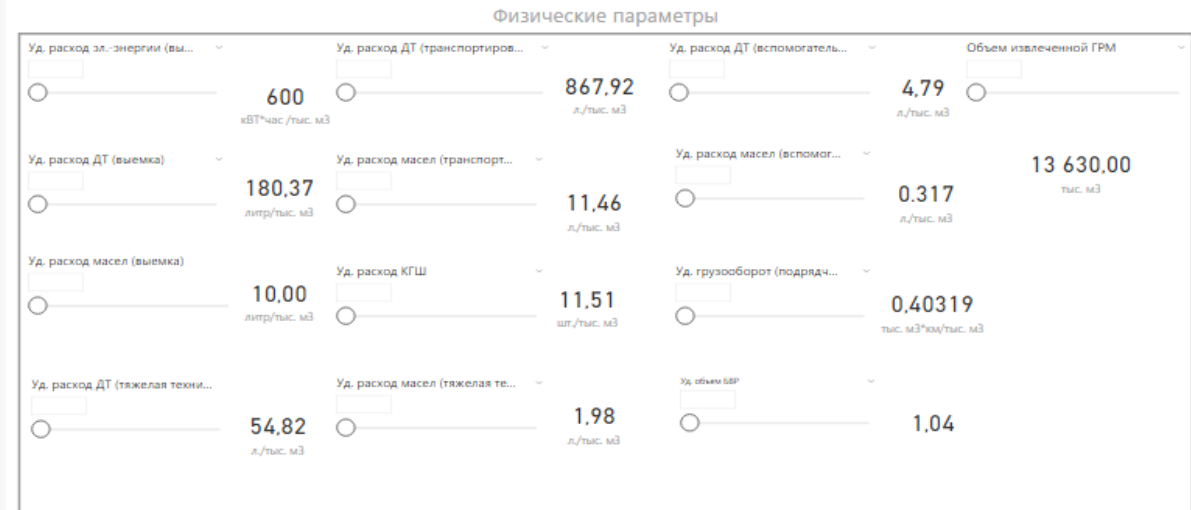 Физические параметры
Уд. расход эл.-энергии (вы...
600
кВТ*час /тыс. м3
Уд. расход ДТ (транспортиров...
867,92
л./тыс. м3
Уд. расход ДТ (вспомогатель...
4,79
л./тыс. м3
Объем извлеченной ГРМ
13 630,00
тыс. м3
Уд. расход ДТ (выемка)
180,37
литр/тыс. м3
Уд. расход масел (транспорт...
11,46
л./тыс. м3
Уд. расход масел (вспомог...
0.317
л./тыс. м3
Уд. расход масел (выемка)
10,00
литр/тыс. м3
Уд. расход КГШ
11,51
шт./тыс. м3
Уд. грузооборот (подрядч...
0,40319
тыс. м3*км/тыс. м3
Уд. расход ДТ (тяжелая техни...
54,82
л./тыс. м3
Уд. расход масел (тяжелая те...
1,98
л./тыс. м3
Уд. объем БВР
1,04